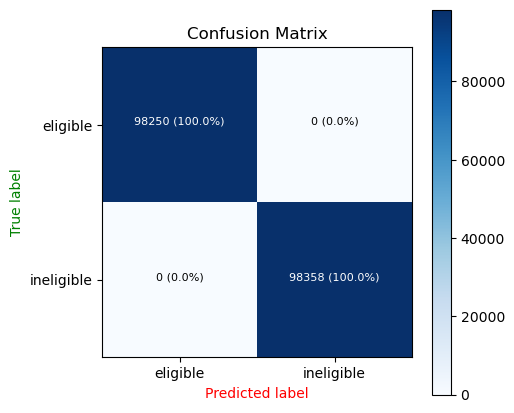 Confusion Matrix
True label
eligible
98250 (100.0%)
0 (0.0%)
ineligible
0 (0.0%)
98358 (100.0%)
eligible
ineligible
Predicted label
80000
60000
40000
20000
0